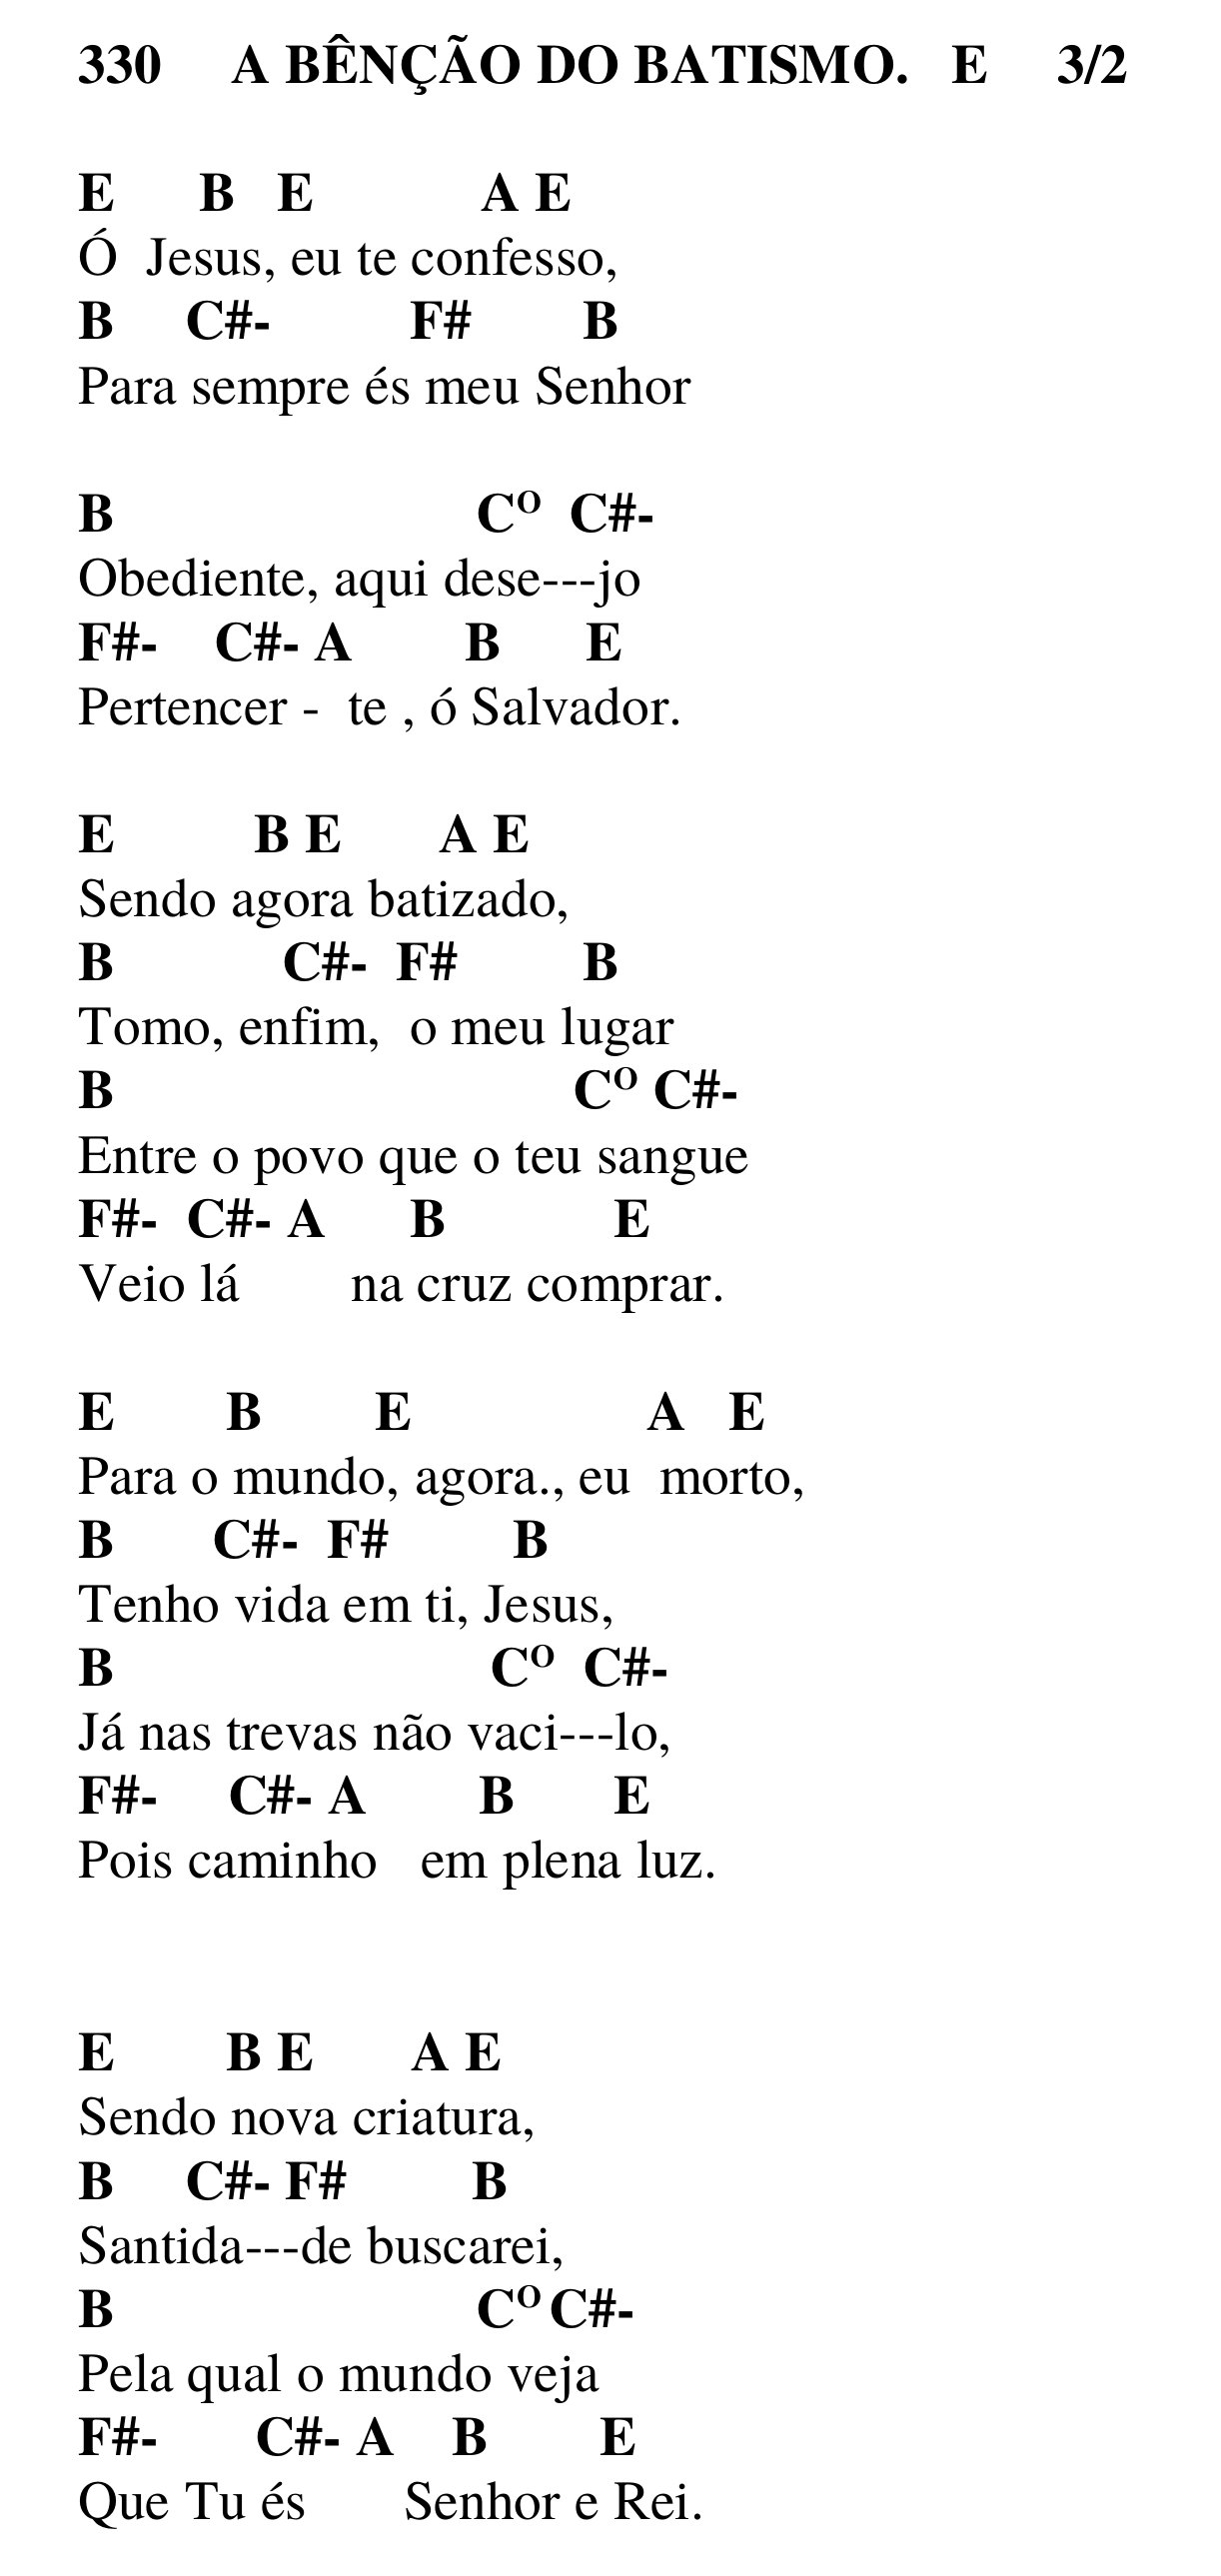 330     A BÊNÇÃO DO BATISMO.   E     3/2
E      B   E            A E
Ó  Jesus, eu te confesso,
B     C#-          F#        B
Para sempre és meu Senhor
B                          Cº  C#-
Obediente, aqui dese---jo
F#-    C#- A        B      E
Pertencer -  te , ó Salvador.
E          B E       A E
Sendo agora batizado,
B            C#-  F#         B
Tomo, enfim,  o meu lugar
B                                 Cº C#-
Entre o povo que o teu sangue
F#-  C#- A      B            E
Veio lá        na cruz comprar.
E        B        E                 A   E
Para o mundo, agora., eu  morto,
B       C#-  F#         B
Tenho vida em ti, Jesus,
B                           Cº  C#-
Já nas trevas não vaci---lo,
F#-     C#- A        B       E
Pois caminho   em plena luz.
E        B E       A E
Sendo nova criatura,
B     C#- F#         B
Santida---de buscarei,
B                          Cº C#-
Pela qual o mundo veja
F#-       C#- A    B        E
Que Tu és       Senhor e Rei.